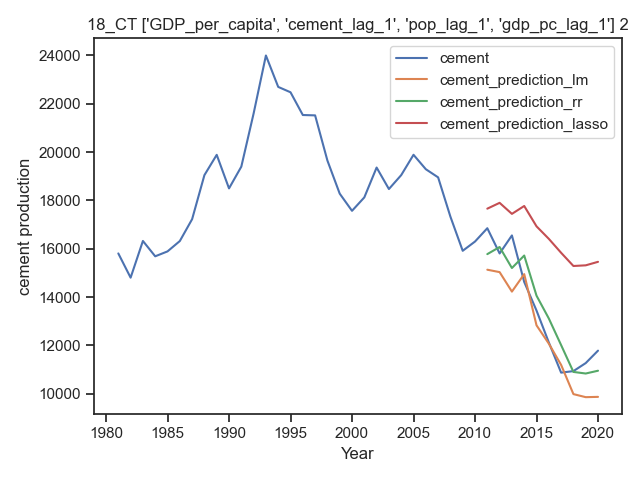 18_CT ['GDP_per_capita', 'cement_lag_1', 'pop_lag_1', 'gdp_pc_lag_1'] 2
cement
cement_prediction_lm
cement_prediction_rr
cement_prediction_lasso
24000
22000
20000
18000
16000
14000
12000
10000
cement production
1980 1985 1990 1995 2000 2005 2010 2015 2020
Year